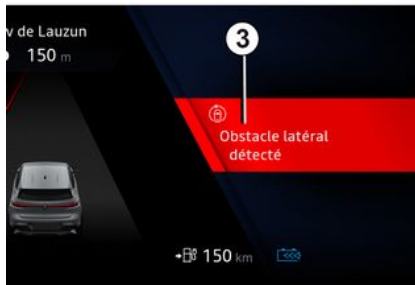 v de Lauzun
150 m
3
Obstacle latéral
détecté
150 km